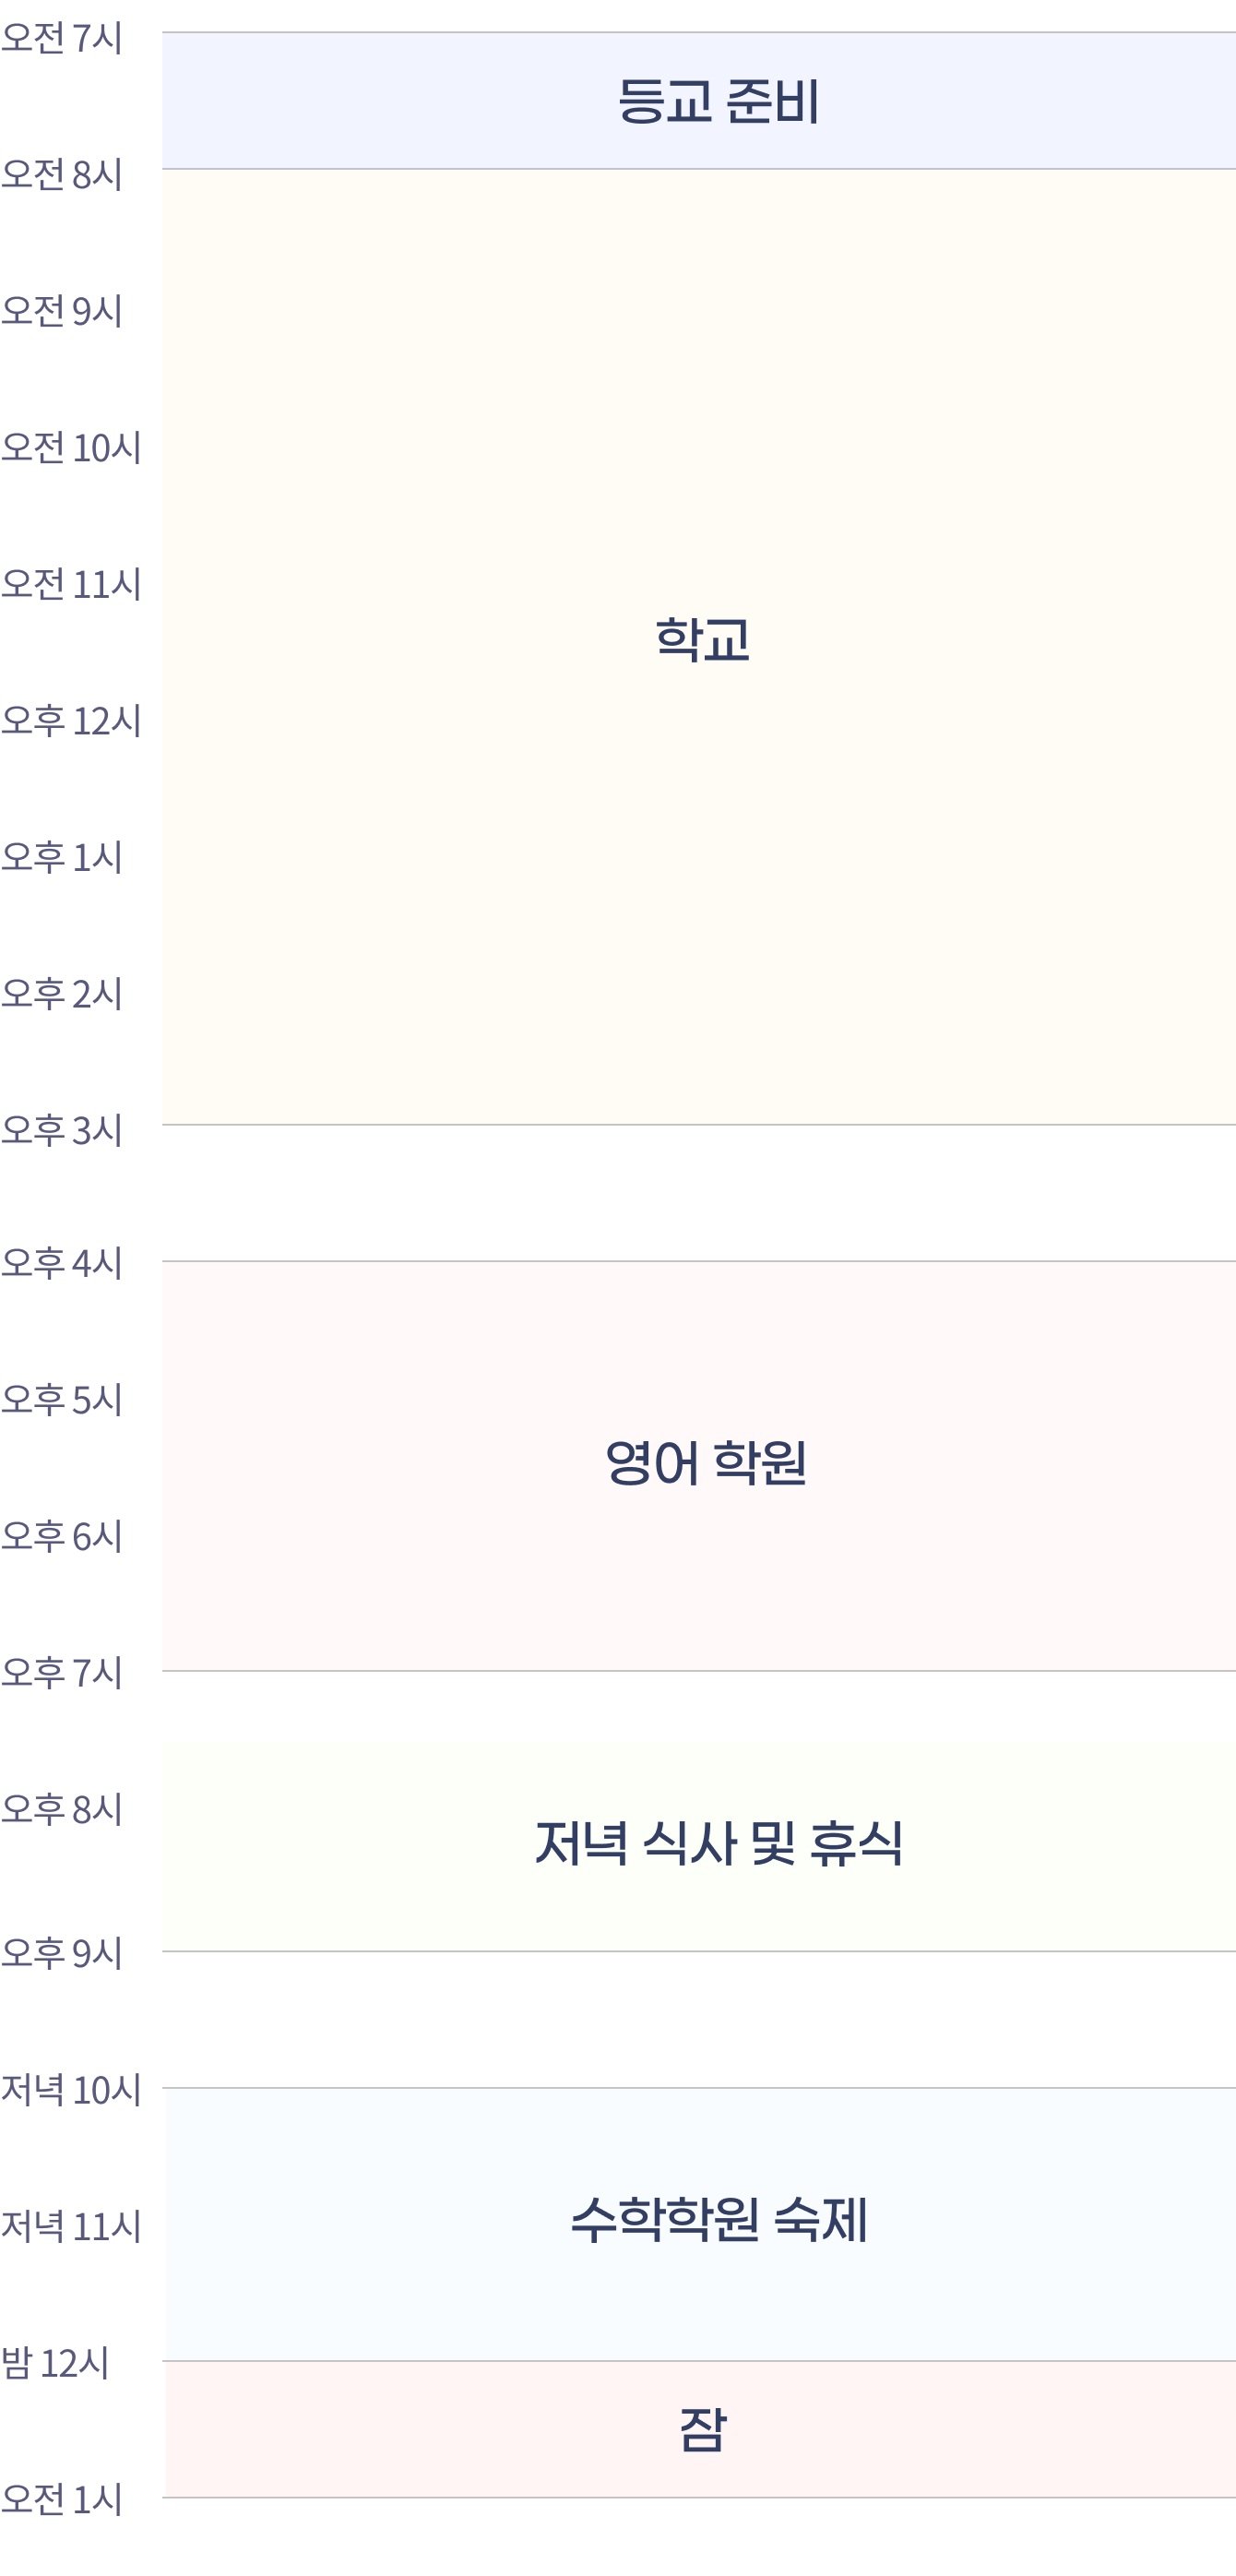 오전 7시
등교 준비
오전 8시
오전 9시
오전 10시
오전 11시
학교
오후 12시
오후 1시
오후 2시
오후 3시
오후 4시
오후 5시
영어 학원
오후 6시
오후 7시
오후 8시
저녁 식사 및 휴식
오후 9시
저녁 10시
수학학원 숙제
저녁 11시
밤 12시
잠
오전 1시